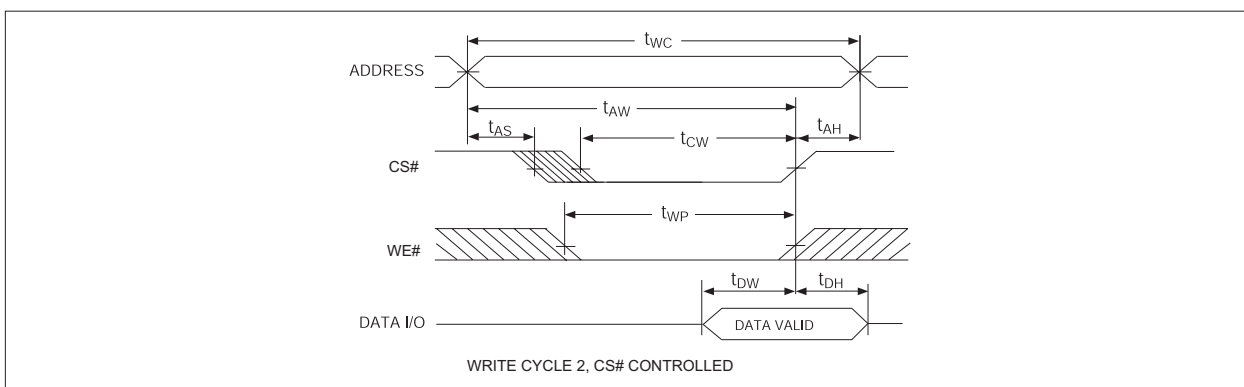 tWC
ADDRESS
tAW
tAS
tCW
tAH
CS#
tWP
WE#
tDW
tDH
DATA I/O
DATA VALID
WRITE CYCLE 2, CS# CONTROLLED